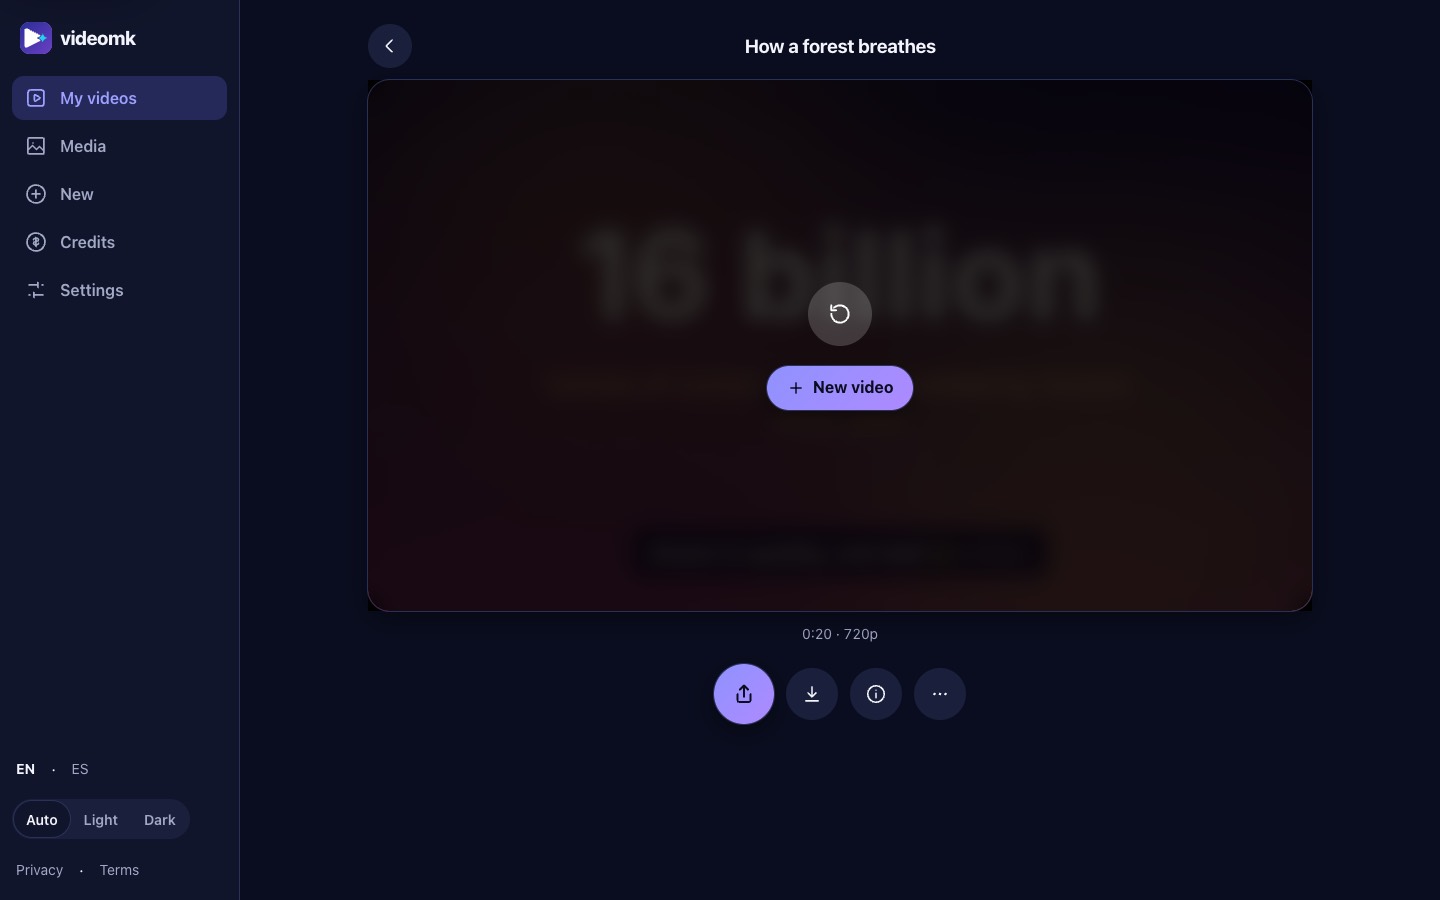 videomk
How a forest breathes
My videos
Media
New
Credits
Settings
16 billion
New video
0:20 · 720p
EN · ES
Auto Light Dark
Privacy · Terms